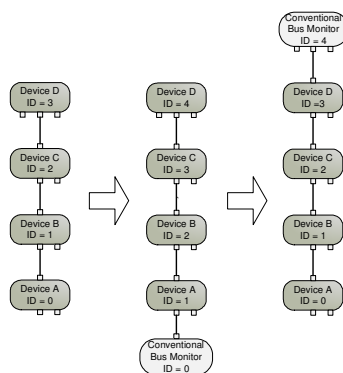 Device D
ID = 3
Device C
ID = 2
Device B
ID = 1
Device A
ID = 0
Device D
ID = 4
Device C
ID = 3
Device B
ID = 2
Device A
ID = 1
Conventional
Bus Monitor
ID = 0
Conventional
Bus Monitor
ID = 4
Device D
ID =3
Device C
ID = 2
Device B
ID = 1
Device A
ID = 0